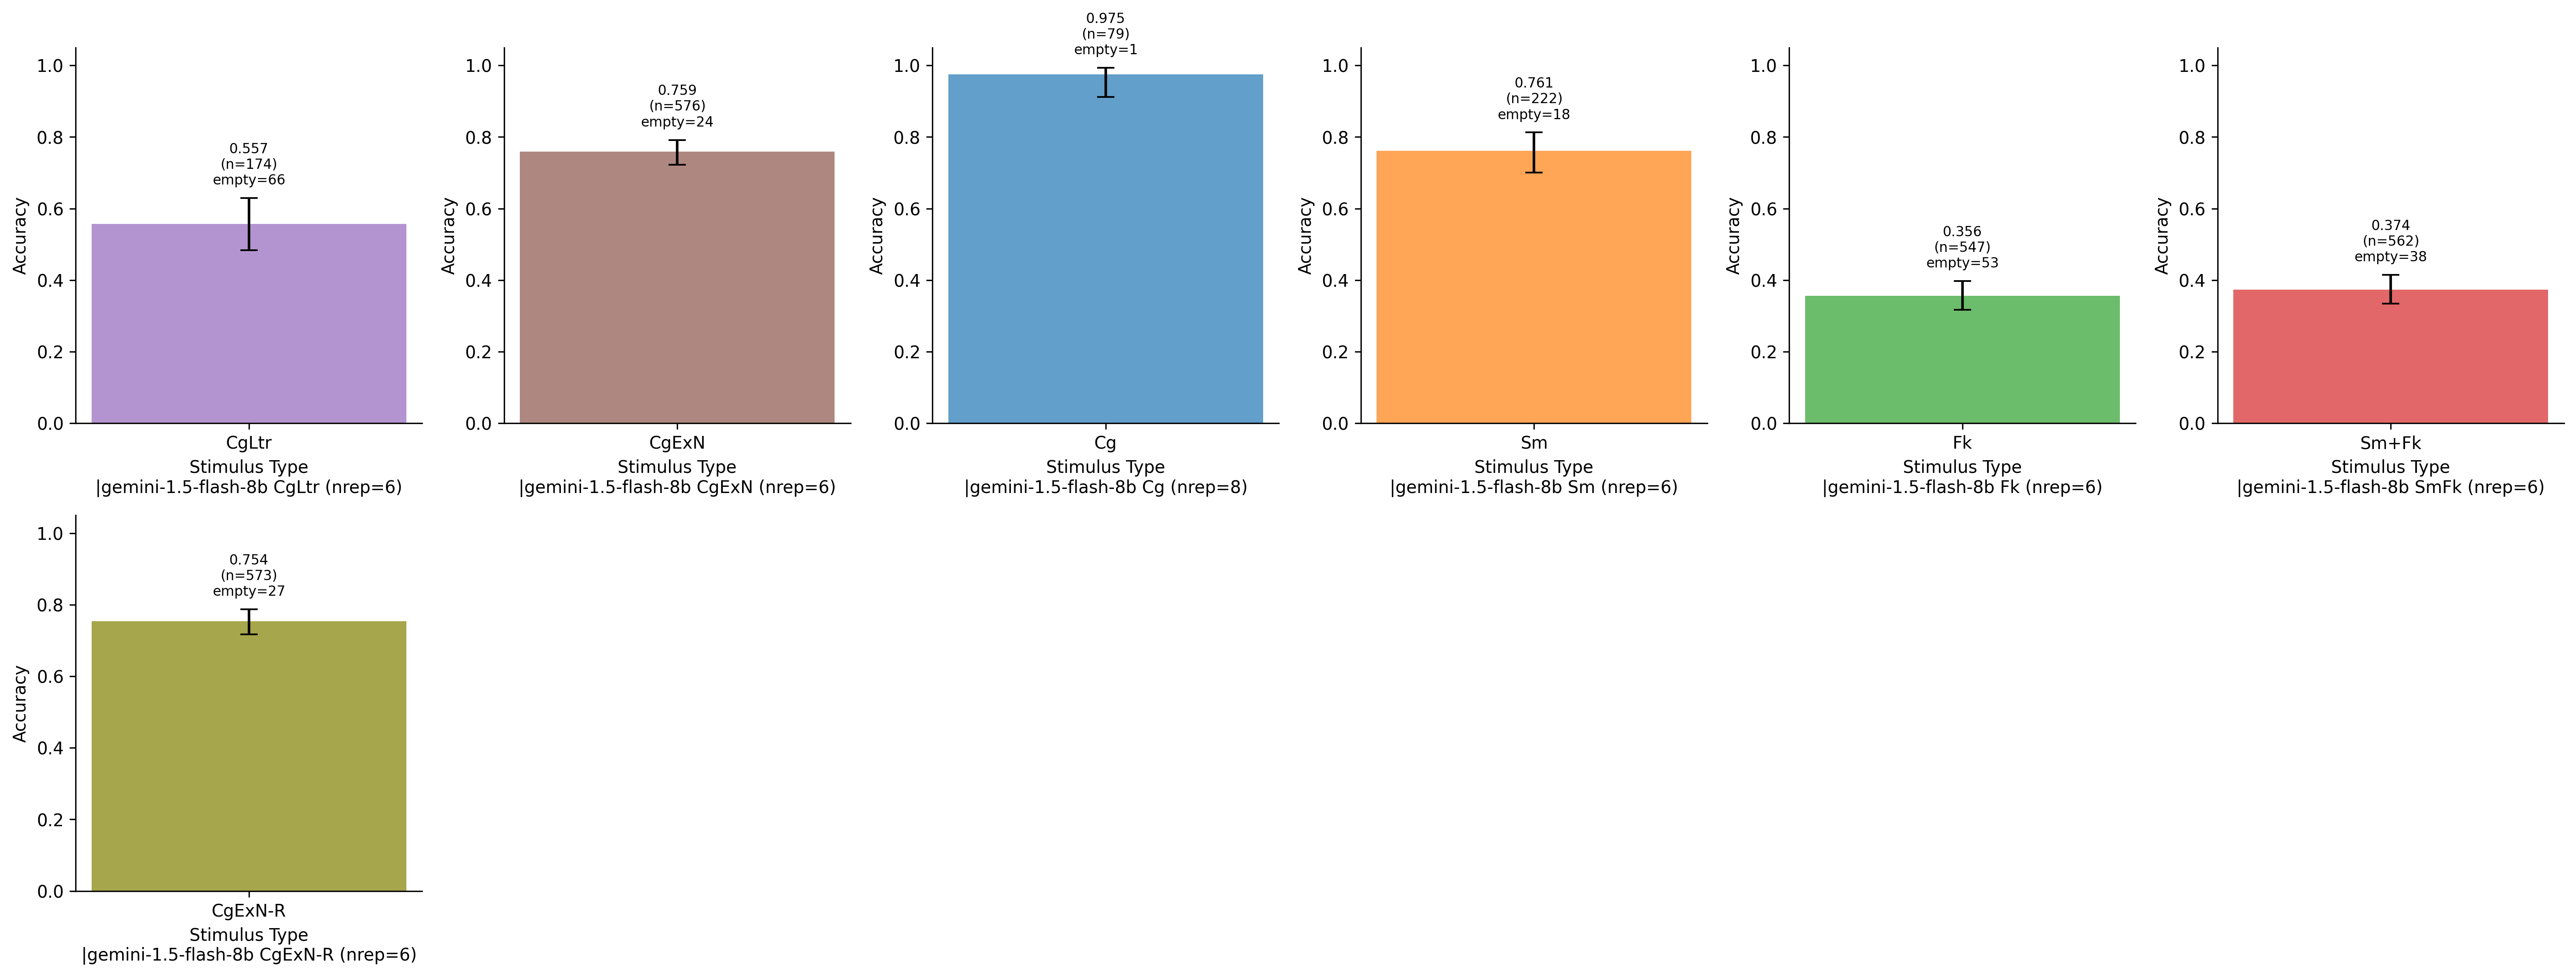 0.557
(n=174)
empty=66
1.0
0.8
0.6
0.4
0.2
0.0
Accuracy
CgLtr
Stimulus Type
|gemini-1.5-flash-8b CgLtr (nrep=6)
0.759
(n=576)
empty=24
1.0
0.8
0.6
0.4
0.2
0.0
Accuracy
CgExN
Stimulus Type
|gemini-1.5-flash-8b CgExN (nrep=6)
0.975
(n=79)
empty=1
1.0
0.8
0.6
0.4
0.2
0.0
Accuracy
Cg
Stimulus Type
|gemini-1.5-flash-8b Cg (nrep=8)
0.761
(n=222)
empty=18
1.0
0.8
0.6
0.4
0.2
0.0
Accuracy
Sm
Stimulus Type
|gemini-1.5-flash-8b Sm (nrep=6)
0.356
(n=547)
empty=53
1.0
0.8
0.6
0.4
0.2
0.0
Accuracy
Fk
Stimulus Type
|gemini-1.5-flash-8b Fk (nrep=6)
0.374
(n=562)
empty=38
1.0
0.8
0.6
0.4
0.2
0.0
Accuracy
Sm+Fk
Stimulus Type
|gemini-1.5-flash-8b SmFk (nrep=6)
0.754
(n=573)
empty=27
1.0
0.8
0.6
0.4
0.2
0.0
Accuracy
CgExN-R
Stimulus Type
|gemini-1.5-flash-8b CgExN-R (nrep=6)